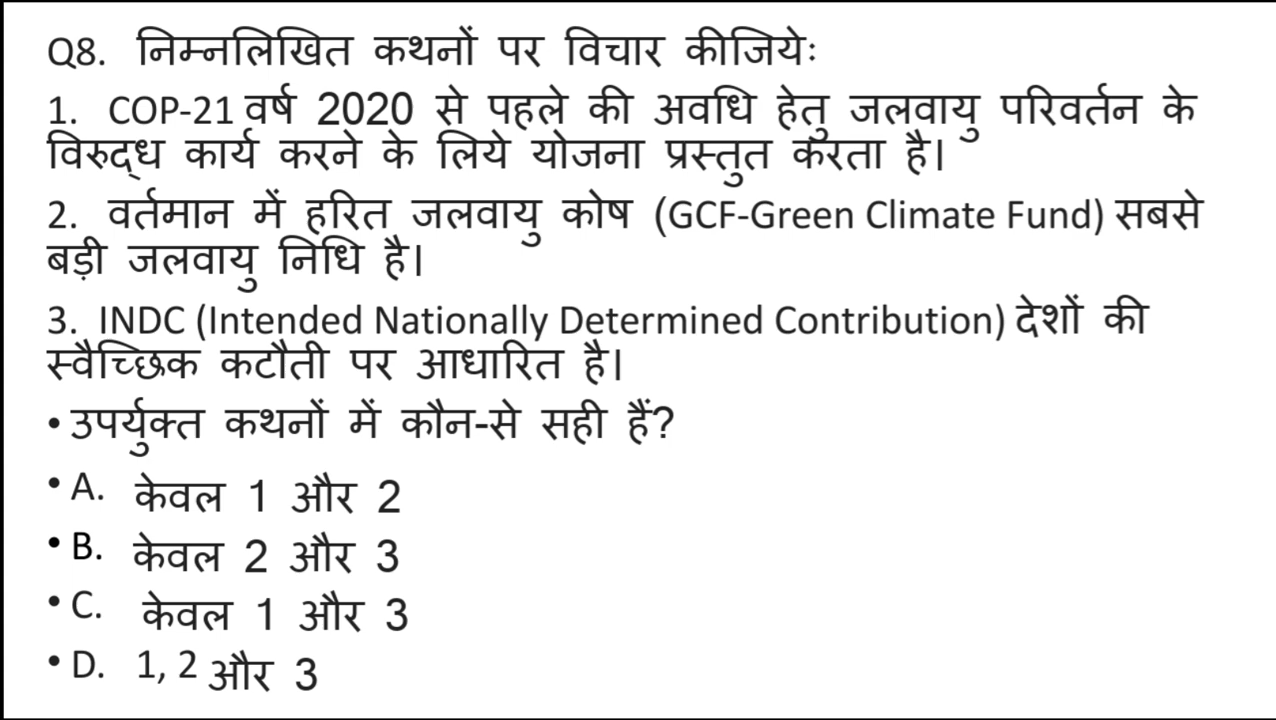 Q8. निम्नलिखित कथनों पर विचार कीजियेः
1. COP-21 वर्ष 2020 से पहले की अवधि हेतु जलवायु परिवर्तन के
विरुद्ध कार्य करने के लिये योजना प्रस्तुत करता है।
2. वर्तमान में हरित जलवायु कोष (GCF-Green Climate Fund) सबसे
बड़ी जलवायु निधि है।
3. INDC (Intended Nationally Determined Contribution) देशों की
स्वैच्छिक कटौती पर आधारित है।
• उपर्युक्त कथनों में कौन-से सही हैं?
• A. केवल 1 और 2
• B. केवल 2 और 3
• C. केवल 1 और 3
• D. 1, 2 और 3